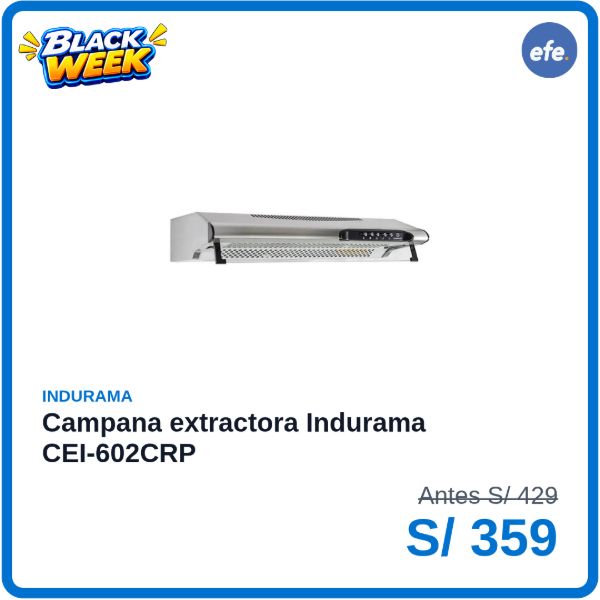 BLACK
WEEK
efe.
INDURAMA
Campana extractora Indurama
CEI-602CRP
Antes S/ 429
S/ 359